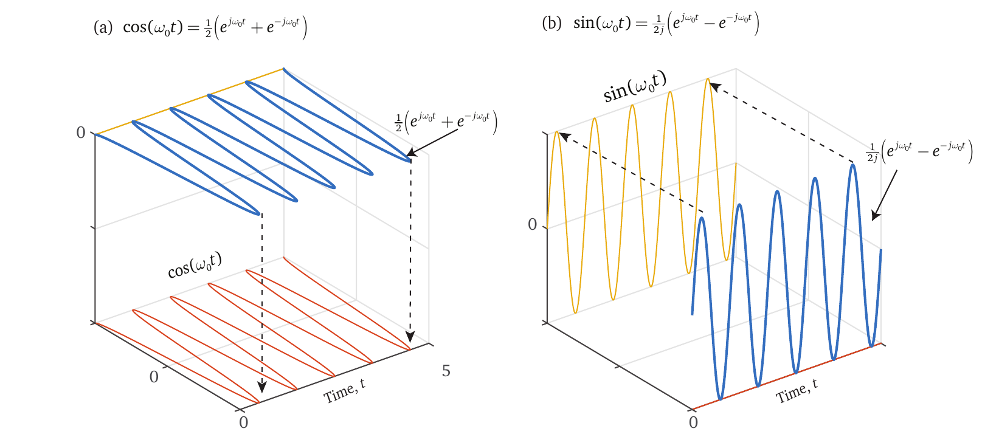 (a) cos(ω₀t) = ½(e^{jω₀t} + e^{−jω₀t})
0
½(e^{jω₀t} + e^{−jω₀t})
cos(ω₀t)
0
5
Time, t
0
(b) sin(ω₀t) = 1/2j(e^{jω₀t} − e^{−jω₀t})
sin(ω₀t)
1/2j(e^{jω₀t} − e^{−jω₀t})
0
Time, t
0